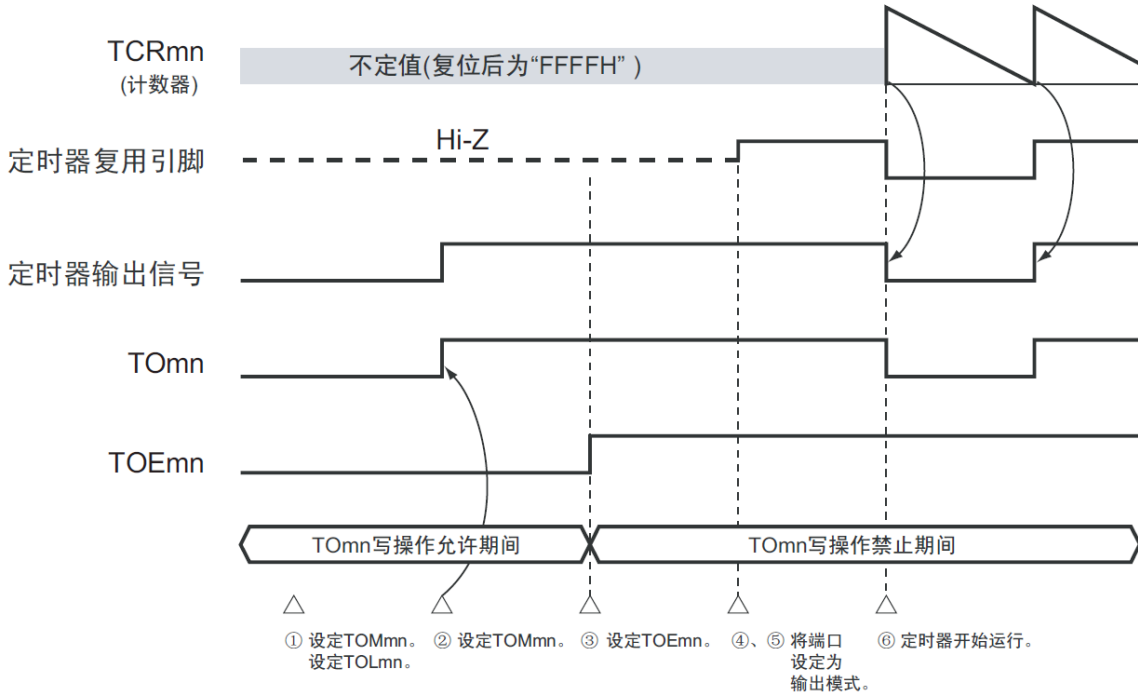 TCRmn
(计数器)
不定值(复位后为“FFFFH” )
定时器复用引脚
Hi-Z
定时器输出信号
TOmn
TOEmn
TOmn写操作允许期间
TOmn写操作禁止期间
① 设定TOMmn。
设定TOLmn。
② 设定TOMmn。
③ 设定TOEmn。
④、⑤ 将端口
设定为
输出模式。
⑥ 定时器开始运行。